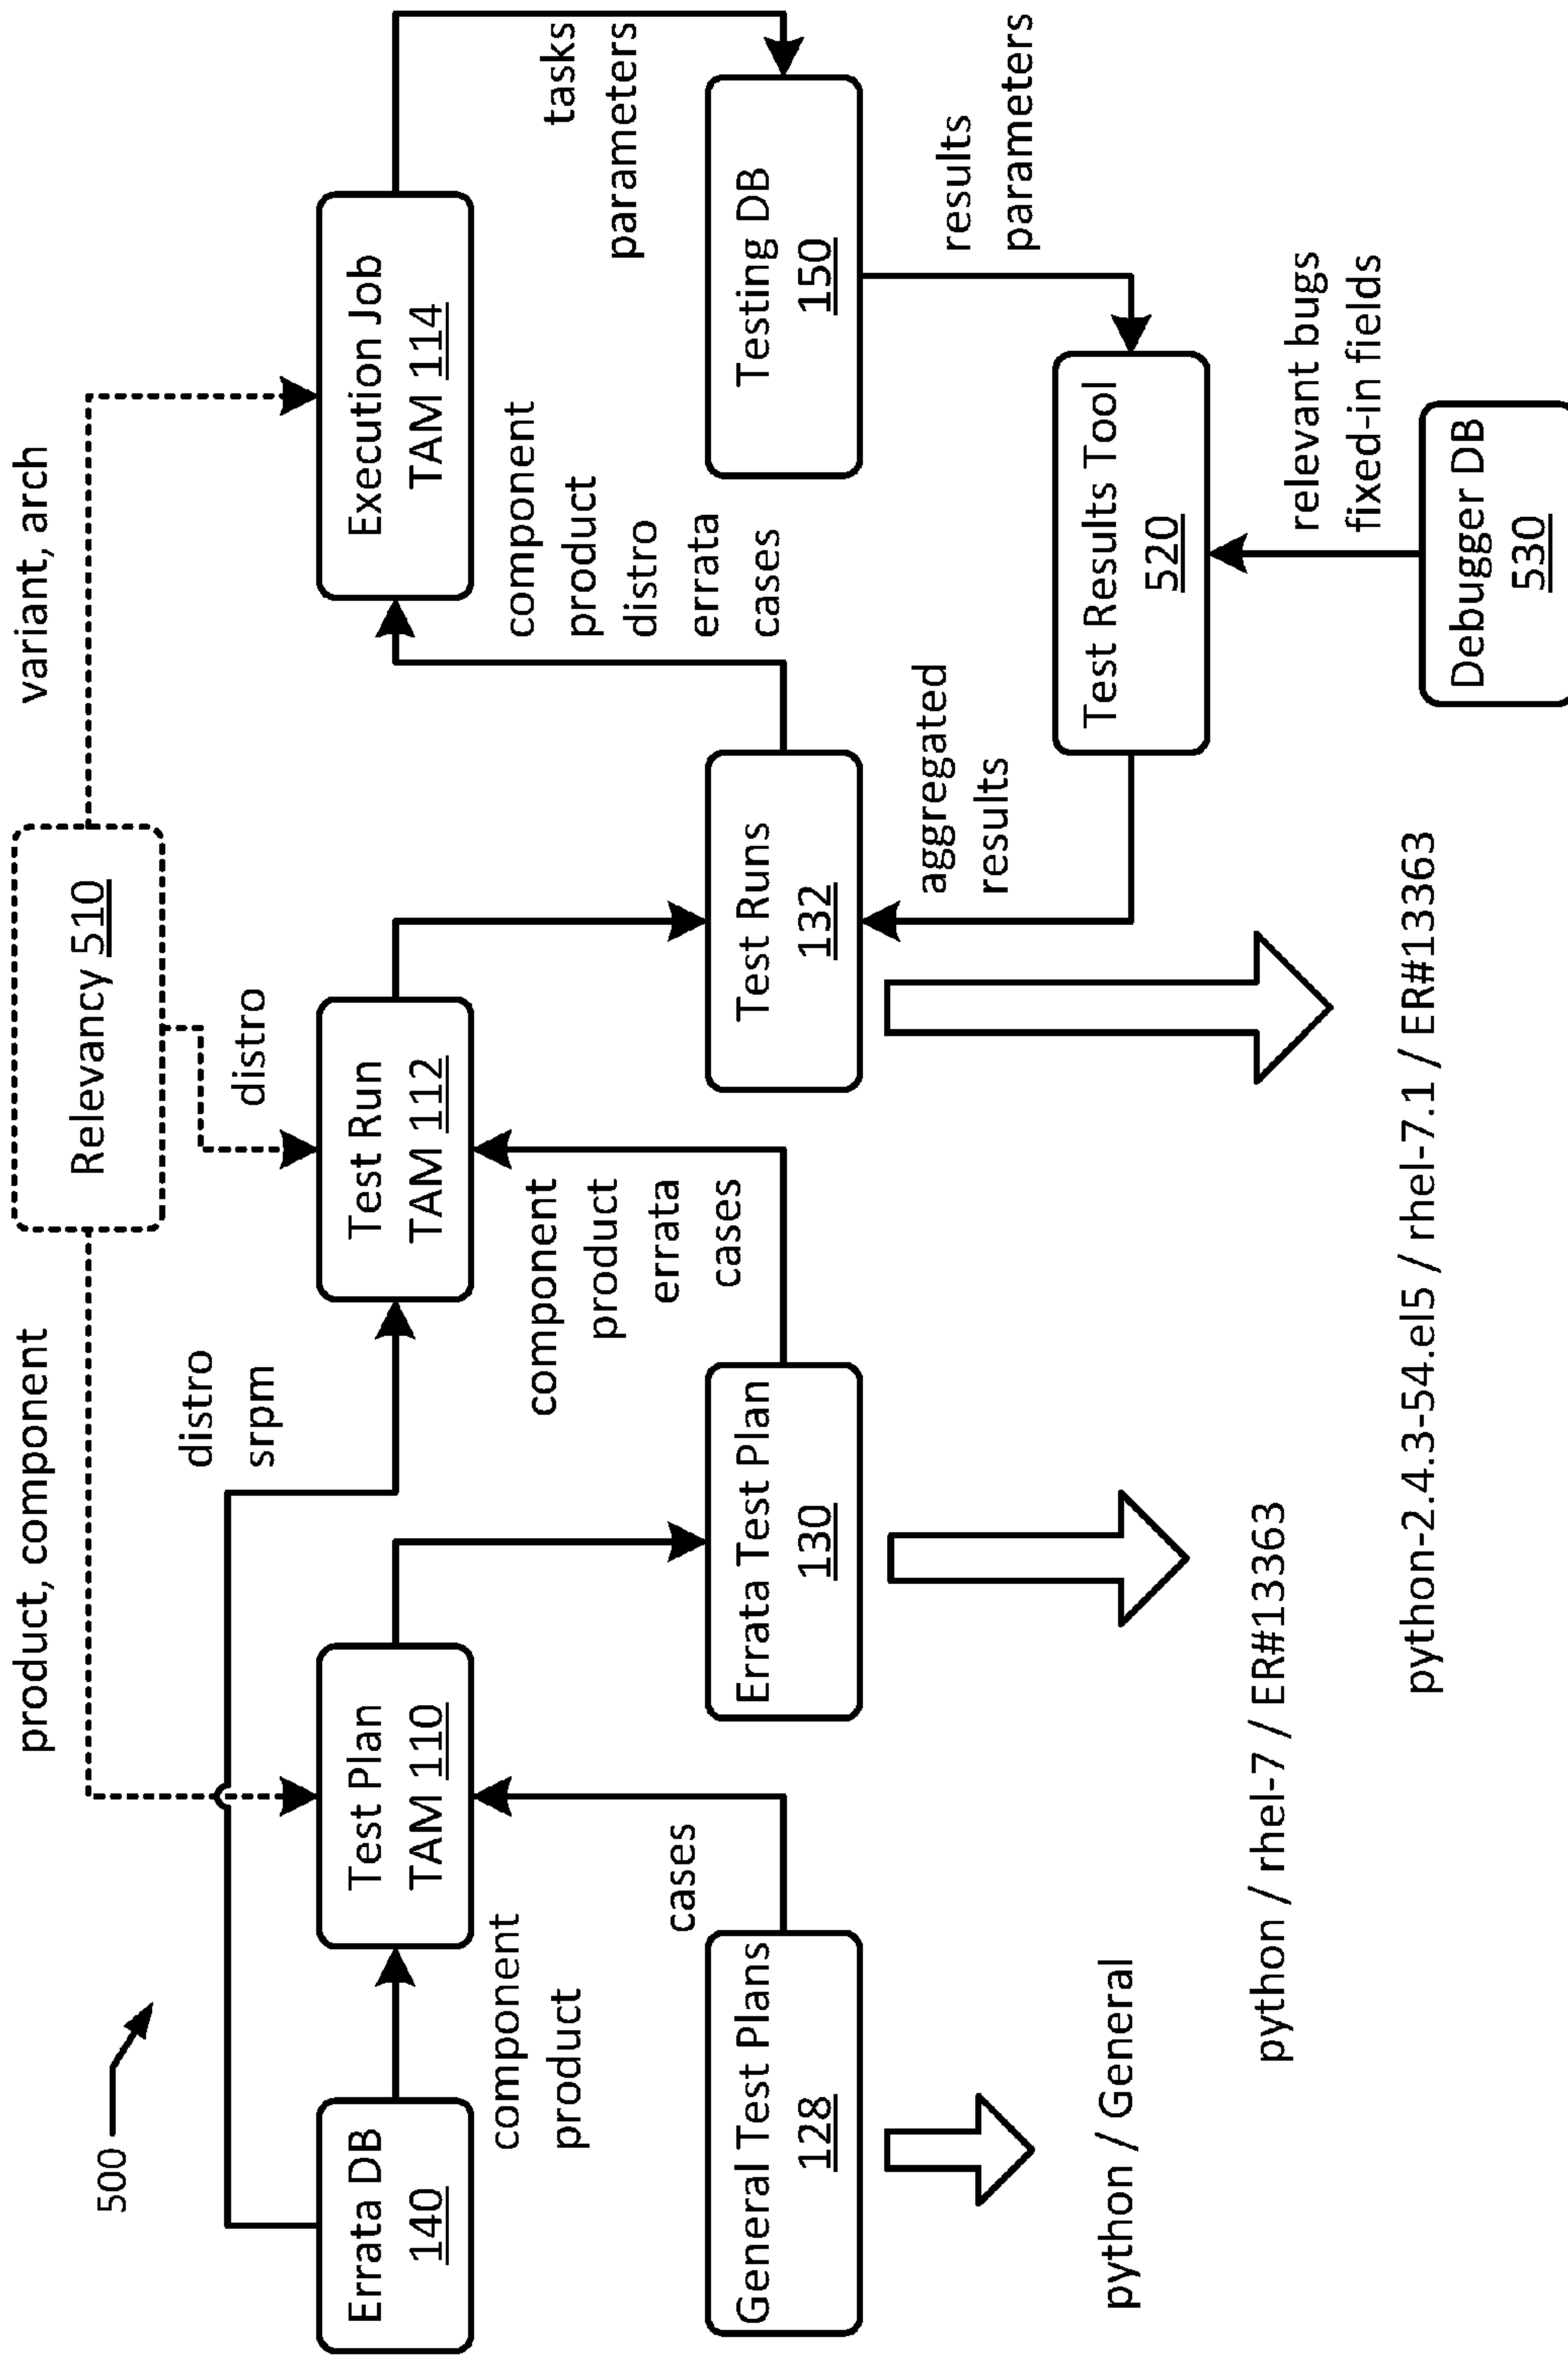 500
product, component
Relevancy 510
variant, arch
distro
srpm
distro
Errata DB
140
component
product
Test Plan
TAM 110
Test Run
TAM 112
Execution Job
TAM 114
tasks
parameters
cases
component
product
errata
cases
component
product
distro
errata
cases
General Test Plans
128
Errata Test Plan
130
Test Runs
132
Testing DB
150
aggregated
results
results
parameters
Test Results Tool
520
relevant bugs
fixed-in fields
Debugger DB
530
python / General
python / rhel-7 / ER#13363
python-2.4.3-54.el5 / rhel-7.1 / ER#13363